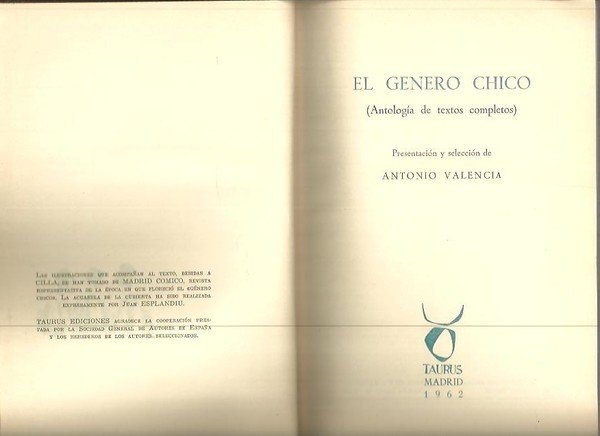 LAS ILUSTRACIONES QUE ACOMPAÑAN AL TEXTO, DEBIDAS A
CILLA, SE HAN TOMADO DE MADRID COMICO, REVISTA
REPRESENTATIVA DE LA ÉPOCA EN QUE FLORECIÓ EL «GÉNERO
CHICO». LA ACUARELA DE LA CUBIERTA HA SIDO REALIZADA
EXPRESAMENTE POR JUAN ESPLANDIU.
TAURUS EDICIONES AGRADECE LA COOPERACIÓN PRES-
TADA POR LA SOCIEDAD GENERAL DE AUTORES DE ESPAÑA
Y LOS HEREDEROS DE LOS AUTORES SELECCIONADOS.
EL GENERO CHICO
(Antología de textos completos)
Presentación y selección de
ANTONIO VALENCIA
TAURUS
MADRID
1962